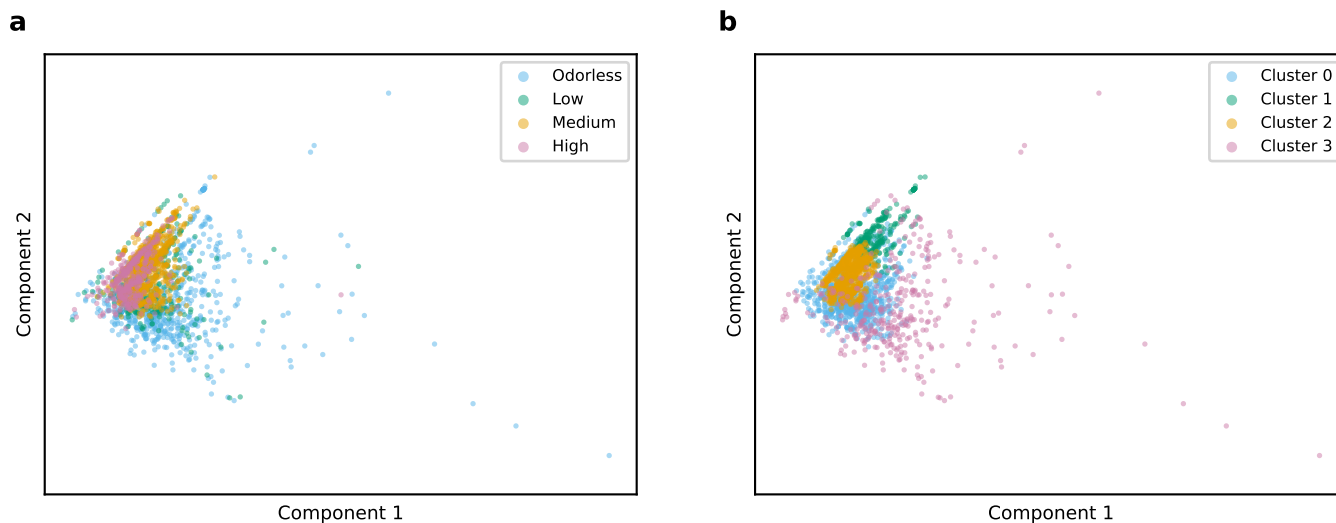 a
Odorless
Low
Medium
High
Component 2
Component 1
b
Cluster 0
Cluster 1
Cluster 2
Cluster 3
Component 2
Component 1